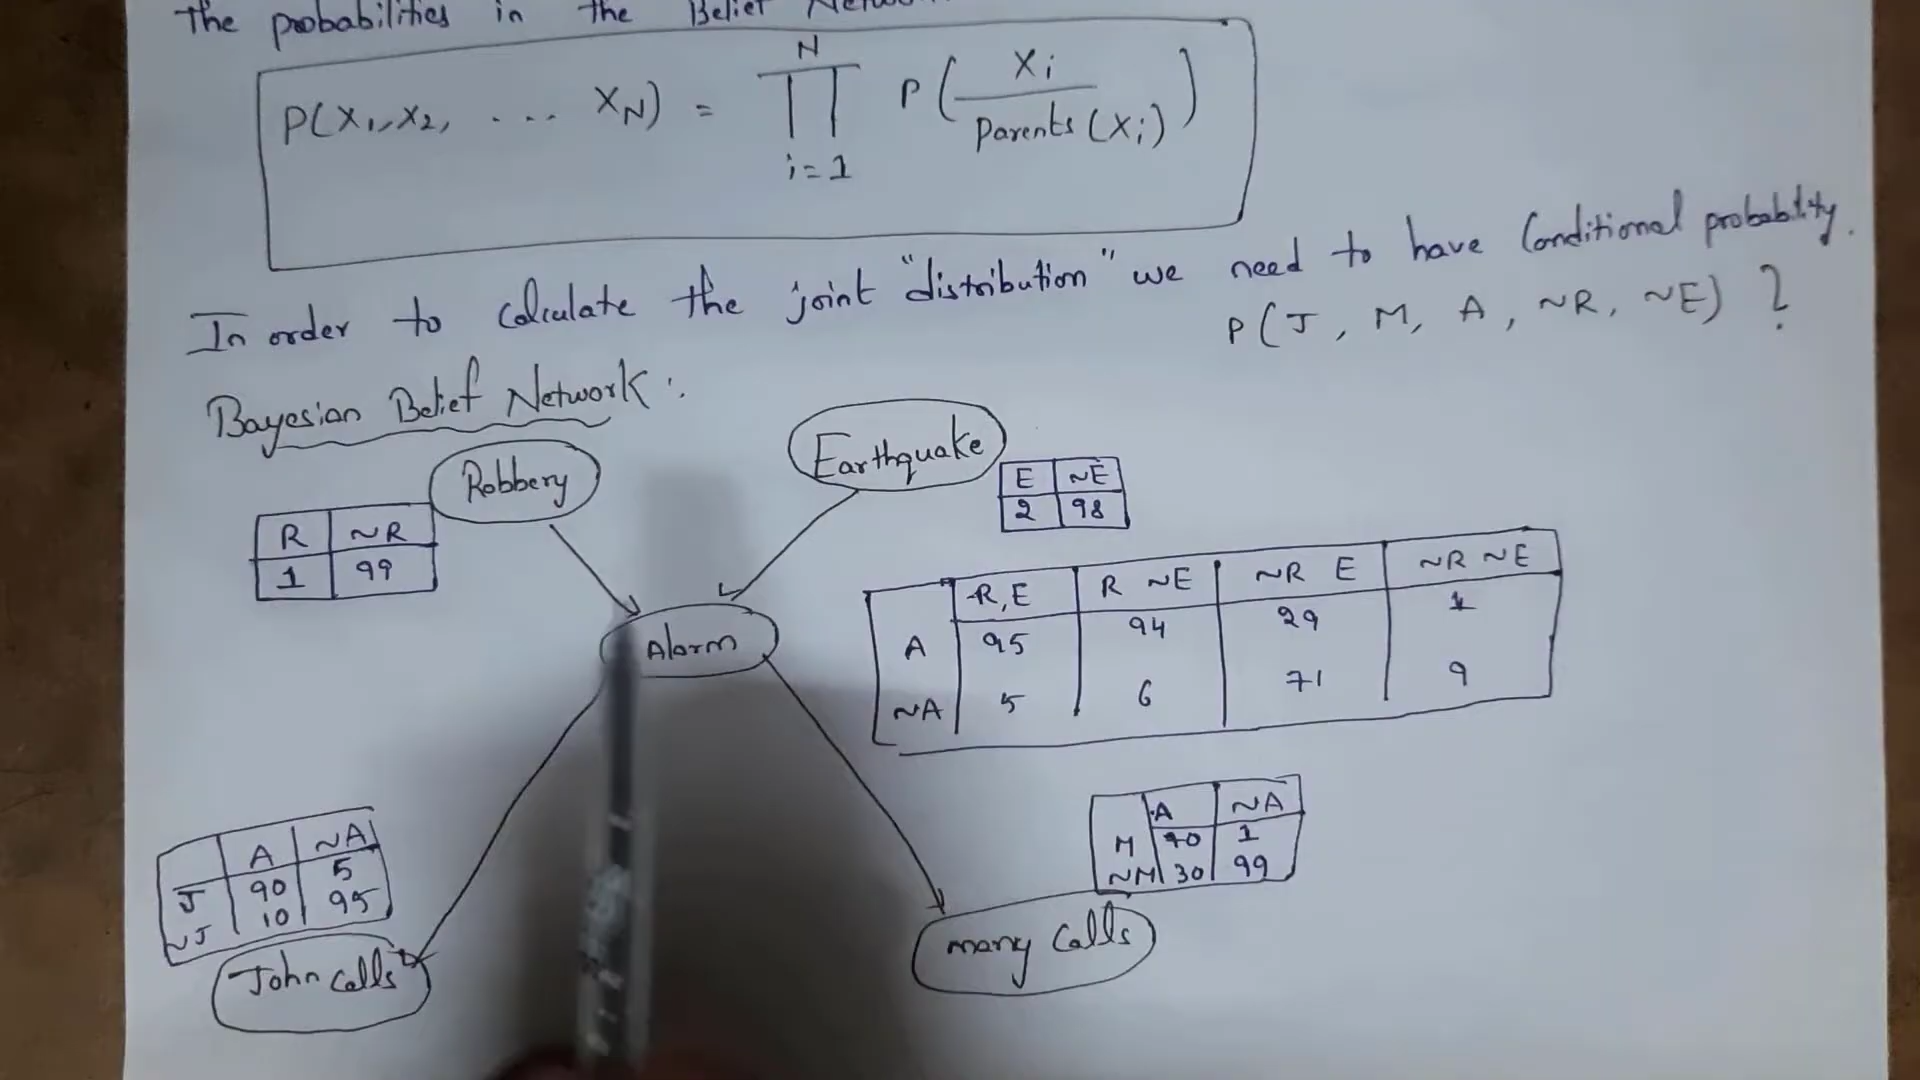 The probabilities in the Belief
P(X1, X2, .... XN) = N ∏ i=1 P( Xi / Parents (Xi) )
In order to calculate the joint "distribution" we need to have Conditional probability.
P(J, M, A, ~R, ~E) ?
Bayesian Belief Network:
Robbery
R ~R
1 99
Earthquake
E ~E
2 98
Alarm
R,E R ~E ~R E ~R ~E
A 95 94 29 1
~A 5 6 71 9
A ~A
J 90 5
~J 10 95
John calls
A ~A
M 70 1
~M 30 99
many calls